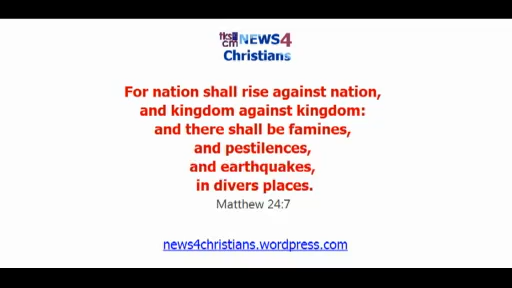 NEWS4
Christians
For nation shall rise against nation,
and kingdom against kingdom:
and there shall be famines,
and pestilences,
and earthquakes,
in divers places.
Matthew 24:7
news4christians.wordpress.com